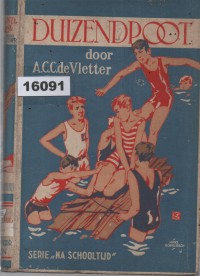 DUIZENDPOOT.
door
A.C.C. de Vletter
16091
SERIE „NA SCHOOLTIJD"